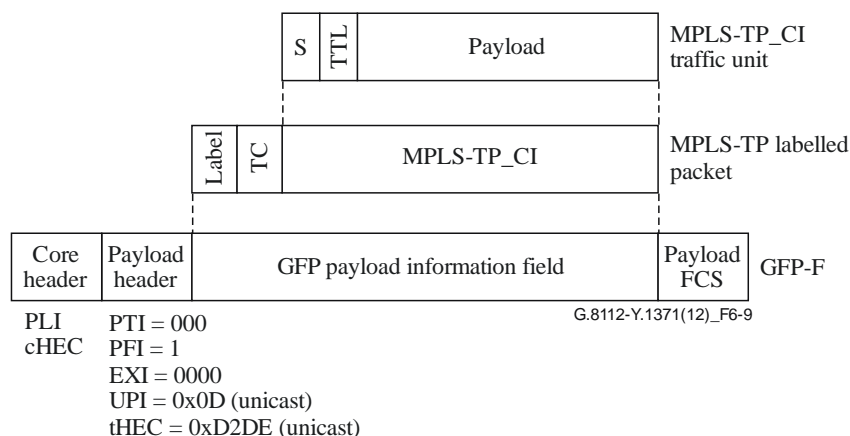 S
TTL
Payload
MPLS-TP_CI
traffic unit
Label
TC
MPLS-TP_CI
MPLS-TP labelled
packet
Core
header
Payload
header
GFP payload information field
Payload
FCS
GFP-F
G.8112-Y.1371(12)_F6-9
PLI
cHEC
PTI = 000
PFI = 1
EXI = 0000
UPI = 0x0D (unicast)
tHEC = 0xD2DE (unicast)